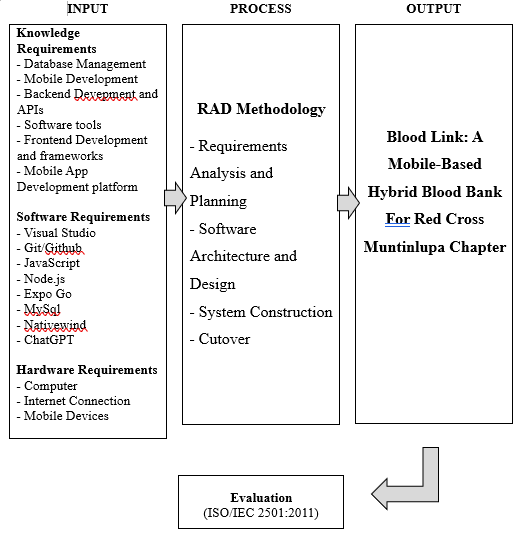 INPUT
PROCESS
OUTPUT
Knowledge
Requirements
- Database Management
- Mobile Development
- Backend Devepment and
APIs
- Software tools
- Frontend Development
and frameworks
- Mobile App
Development platform
Software Requirements
- Visual Studio
- Git/Github
- JavaScript
- Node.js
- Expo Go
- MySql
- Nativewind
- ChatGPT
Hardware Requirements
- Computer
- Internet Connection
- Mobile Devices
RAD Methodology
- Requirements
Analysis and
Planning
- Software
Architecture and
Design
- System Construction
- Cutover
Blood Link: A
Mobile-Based
Hybrid Blood Bank
For Red Cross
Muntinlupa Chapter
Evaluation
(ISO/IEC 2501:2011)